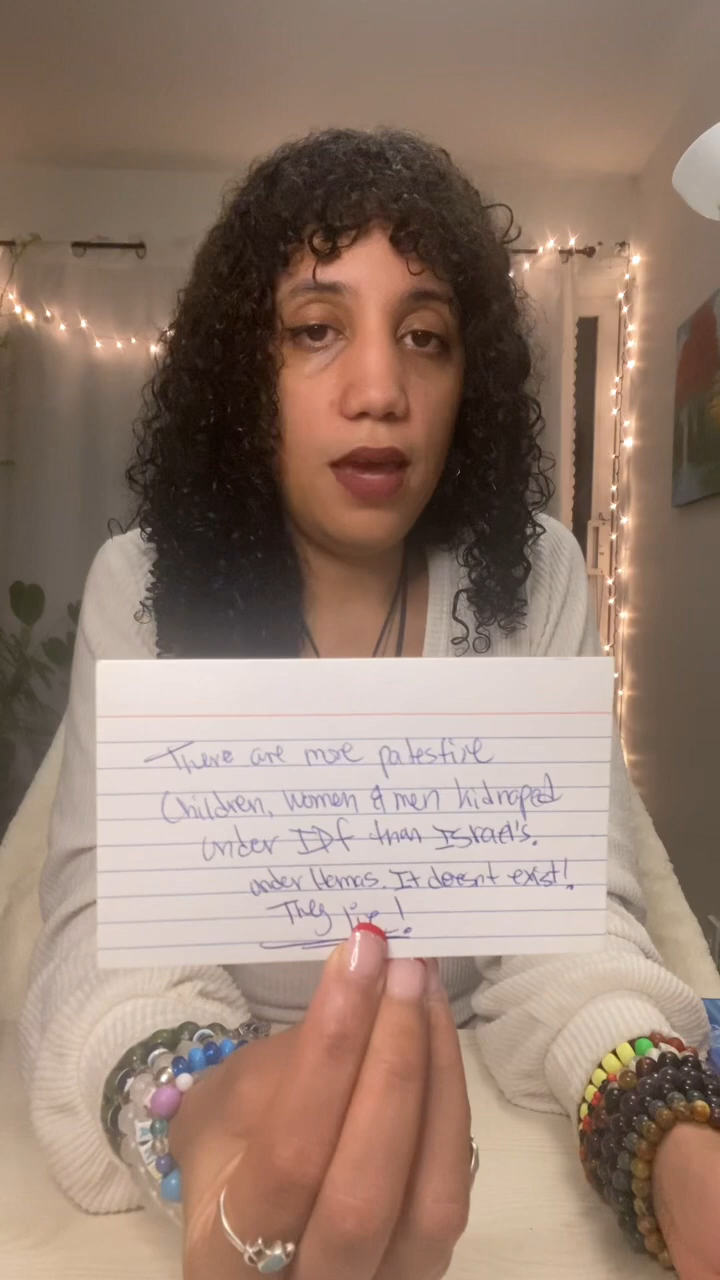 There are more palestine
Children, women & men kidnaped
under IDF than Israel's.
under Hamas. It doesn't exist!
They lie!